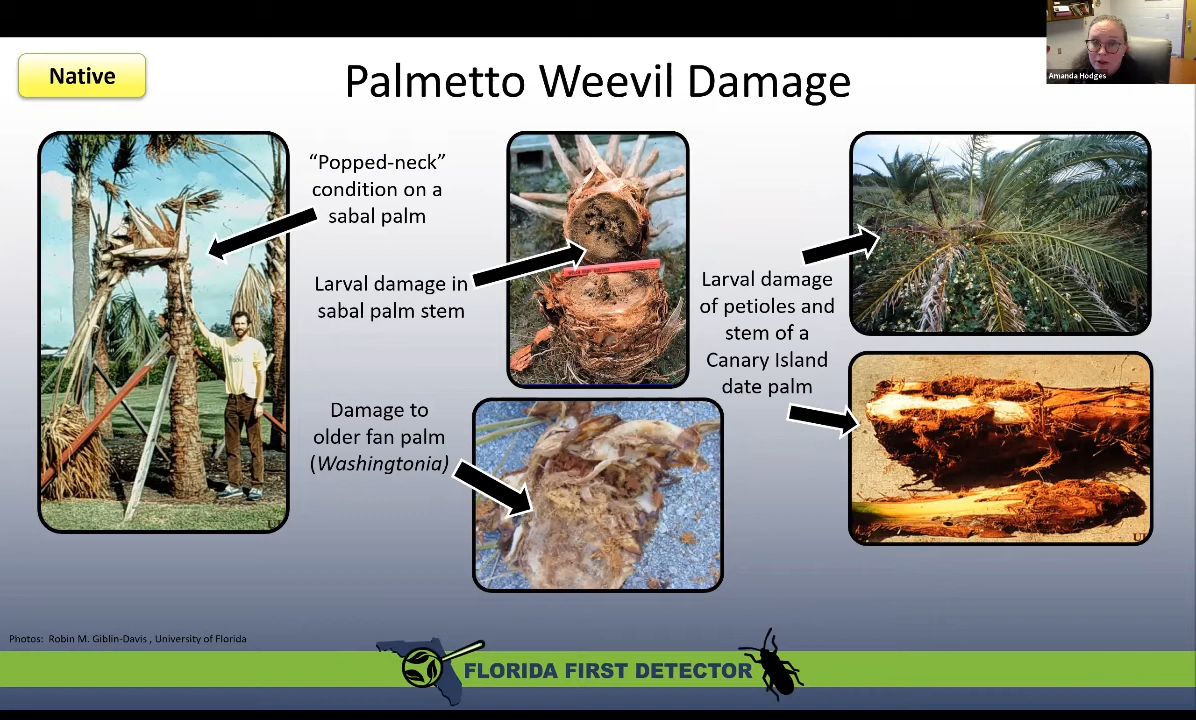 Native
Palmetto Weevil Damage
Amanda Hodges
“Popped-neck”
condition on a
sabal palm
Larval damage in
sabal palm stem
Larval damage
of petioles and
stem of a
Canary Island
date palm
Damage to
older fan palm
(Washingtonia)
Photos: Robin M. Giblin-Davis , University of Florida
FLORIDA FIRST DETECTOR